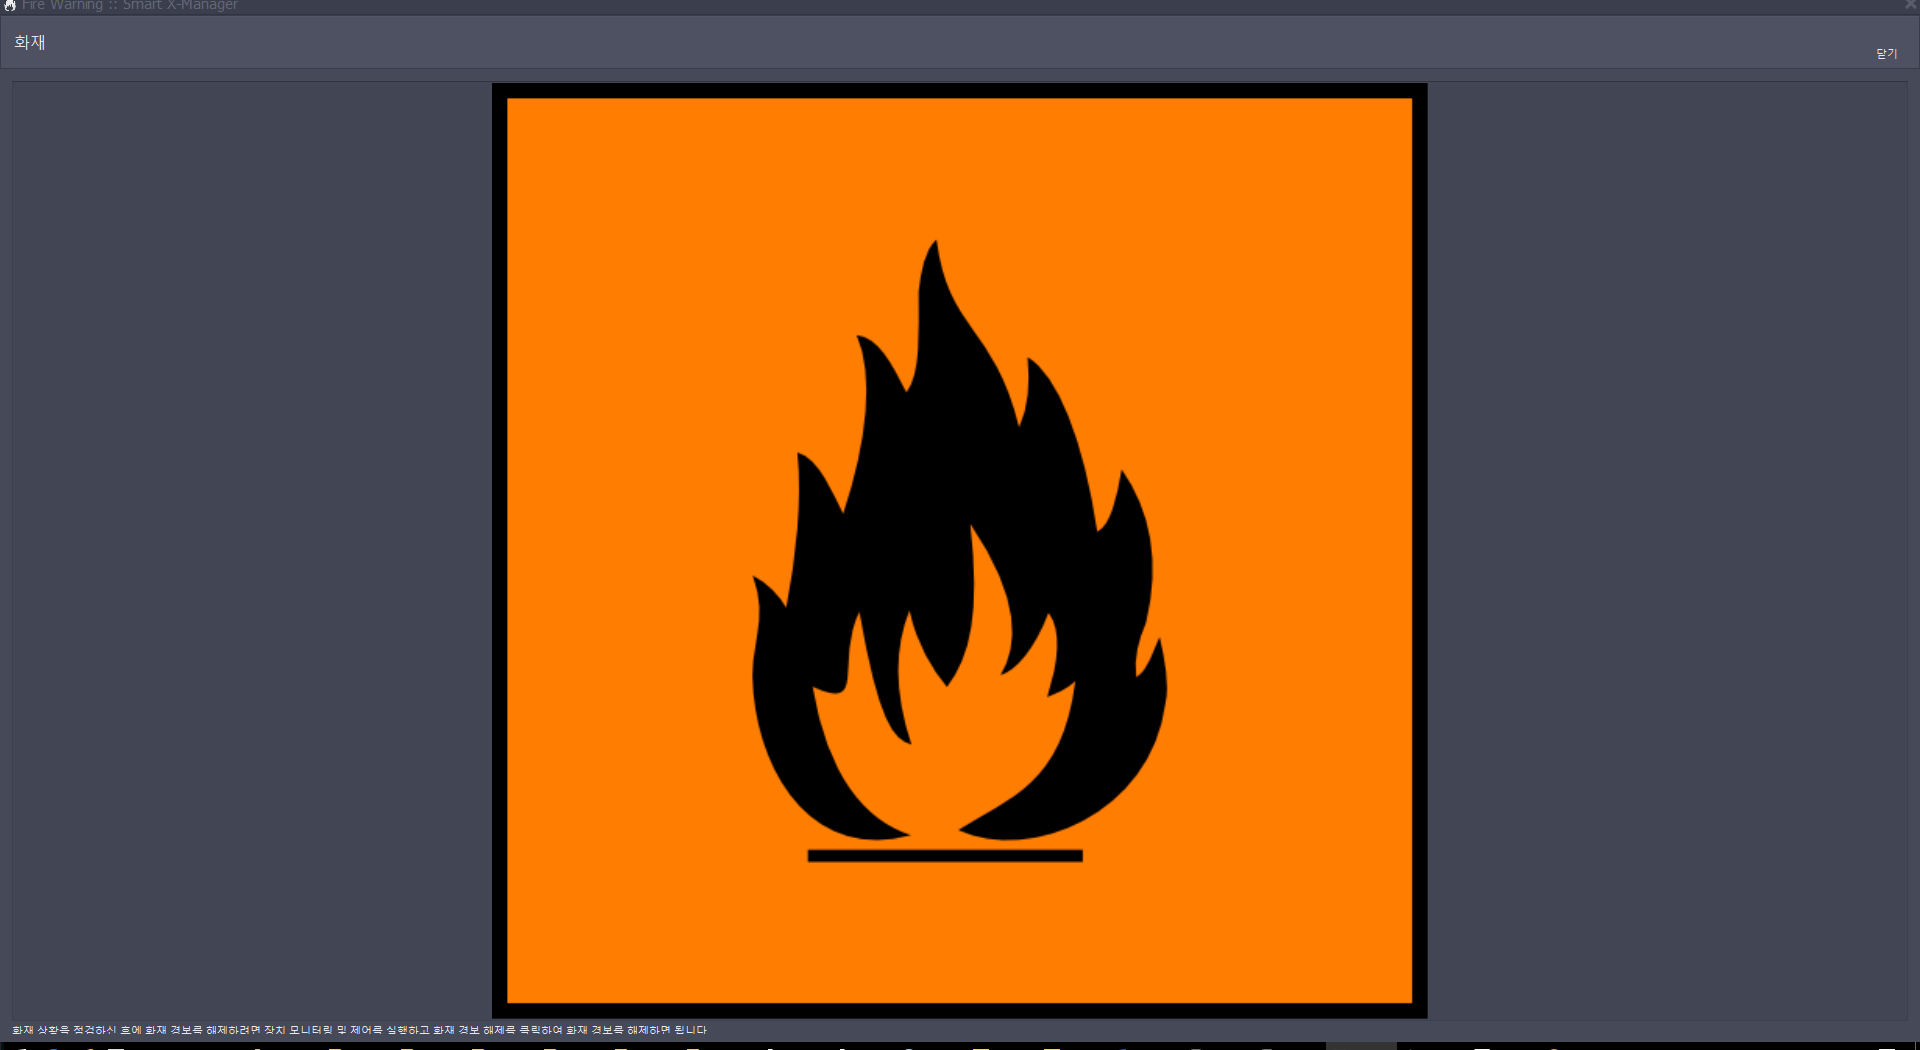 Fire Warning :: Smart X-Manager
화재
닫기
화재 상황을 점검하신 후에 화재 경보를 해제하려면 장치 모니터링 및 제어를 실행하고 화재 경보 해제를 클릭하여 화재 경보를 해제하면 됩니다